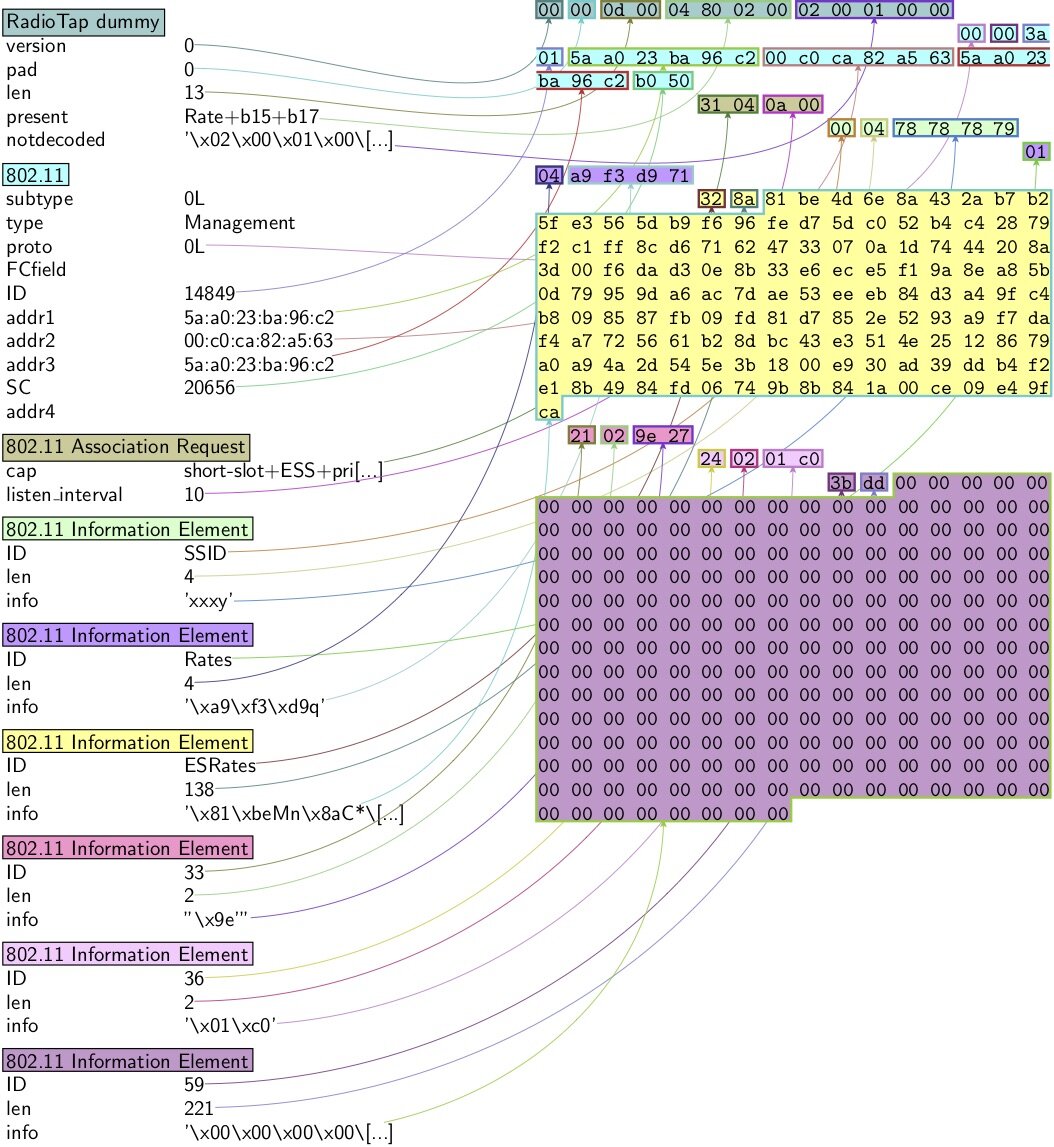 RadioTap dummy
version 0
pad 0
len 13
present Rate+b15+b17
notdecoded '\x02\x00\x01\x00\[...]
802.11
subtype 0L
type Management
proto 0L
FCfield
ID 14849
addr1 5a:a0:23:ba:96:c2
addr2 00:c0:ca:82:a5:63
addr3 5a:a0:23:ba:96:c2
SC 20656
addr4
802.11 Association Request
cap short-slot+ESS+pri[...]
listen_interval 10
802.11 Information Element
ID SSID
len 4
info 'xxxy'
802.11 Information Element
ID Rates
len 4
info '\xa9\xf3\xd9q'
802.11 Information Element
ID ESRates
len 138
info '\x81\xbeMn\x8aC*\[...]
802.11 Information Element
ID 33
len 2
info "\x9e'"
802.11 Information Element
ID 36
len 2
info '\x01\xc0'
802.11 Information Element
ID 59
len 221
info '\x00\x00\x00\x00\[...]
00 00 0d 00 04 80 02 00 02 00 01 00 00
00 00 3a
01 5a a0 23 ba 96 c2 00 c0 ca 82 a5 63 5a a0 23
ba 96 c2 b0 50
31 04 0a 00
00 04 78 78 78 79
01
04 a9 f3 d9 71
32 8a 81 be 4d 6e 8a 43 2a b7 b2
5f e3 56 5d b9 f6 96 fe d7 5d c0 52 b4 c4 28 79
f2 c1 ff 8c d6 71 62 47 33 07 0a 1d 74 44 20 8a
3d 00 f6 da d3 0e 8b 33 e6 ec e5 f1 9a 8e a8 5b
0d 79 95 9d a6 ac 7d ae 53 ee eb 84 d3 a4 9f c4
b8 09 85 87 fb 09 fd 81 d7 85 2e 52 93 a9 f7 da
f4 a7 72 56 61 b2 8d bc 43 e3 51 4e 25 12 86 79
a0 a9 4a 2d 54 5e 3b 18 00 e9 30 ad 39 dd b4 f2
e1 8b 49 84 fd 06 74 9b 8b 84 1a 00 ce 09 e4 9f
ca
21 02 9e 27
24 02 01 c0
3b dd 00 00 00 00 00
00 00 00 00 00 00 00 00 00 00 00 00 00 00 00 00
00 00 00 00 00 00 00 00 00 00 00 00 00 00 00 00
00 00 00 00 00 00 00 00 00 00 00 00 00 00 00 00
00 00 00 00 00 00 00 00 00 00 00 00 00 00 00 00
00 00 00 00 00 00 00 00 00 00 00 00 00 00 00 00
00 00 00 00 00 00 00 00 00 00 00 00 00 00 00 00
00 00 00 00 00 00 00 00 00 00 00 00 00 00 00 00
00 00 00 00 00 00 00 00 00 00 00 00 00 00 00 00
00 00 00 00 00 00 00 00 00 00 00 00 00 00 00 00
00 00 00 00 00 00 00 00 00 00 00 00 00 00 00 00
00 00 00 00 00 00 00 00 00 00 00 00 00 00 00 00
00 00 00 00 00 00 00 00 00 00 00 00 00 00 00 00
00 00 00 00 00 00 00 00 00 00 00 00 00 00 00 00
00 00 00 00 00 00 00 00